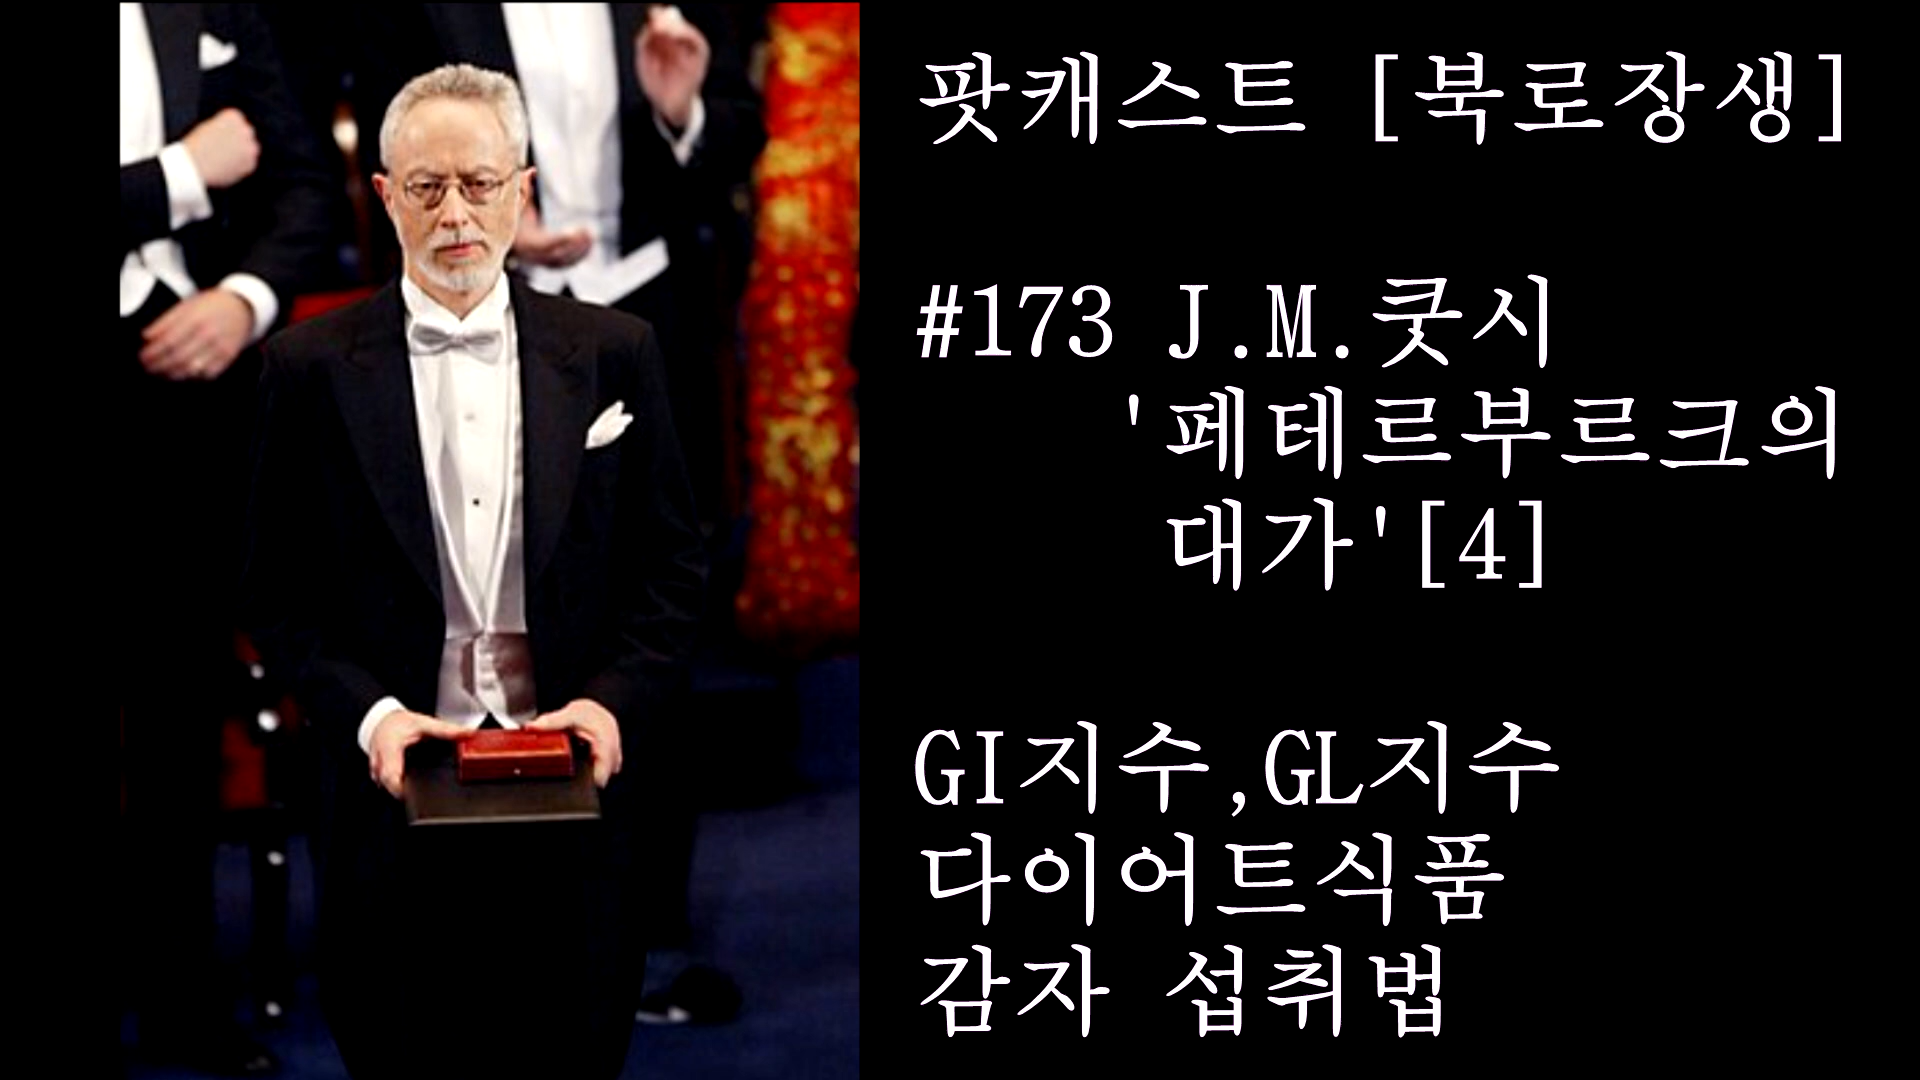 팟캐스트 [북로장생]
#173 J.M.쿳시
'페테르부르크의
대가'[4]
GI지수,GL지수
다이어트식품
감자 섭취법